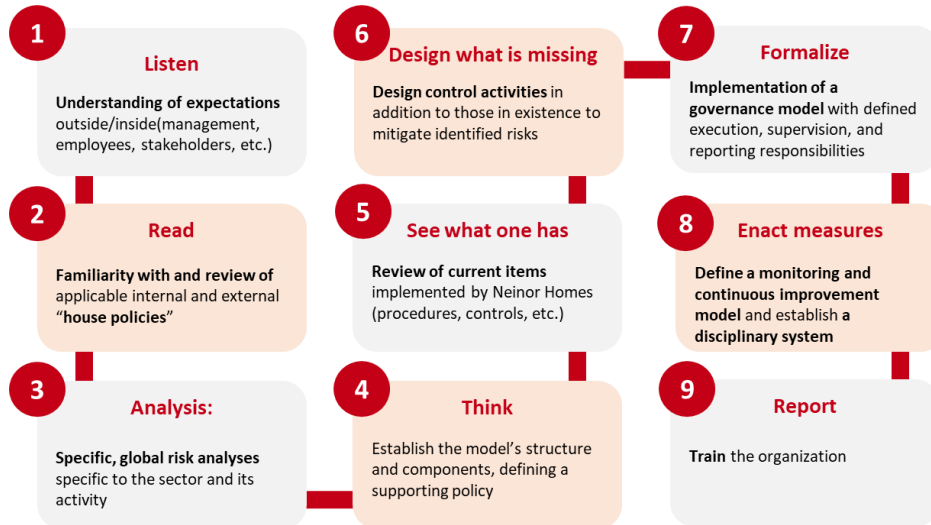 1
Listen
Understanding of expectations
outside/inside(management,
employees, stakeholders, etc.)
2
Read
Familiarity with and review of
applicable internal and external
“house policies”
3
Analysis:
Specific, global risk analyses
specific to the sector and its
activity
4
Think
Establish the model’s structure
and components, defining a
supporting policy
5
See what one has
Review of current items
implemented by Neinor Homes
(procedures, controls, etc.)
6
Design what is missing
Design control activities in
addition to those in existence to
mitigate identified risks
7
Formalize
Implementation of a
governance model with defined
execution, supervision, and
reporting responsibilities
8
Enact measures
Define a monitoring and
continuous improvement
model and establish a
disciplinary system
9
Report
Train the organization